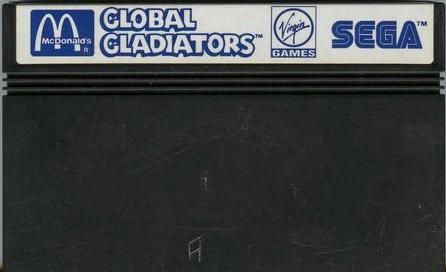 McDonald's
R
GLOBAL
GLADIATORS™
Virgin
GAMES
SEGA™
A